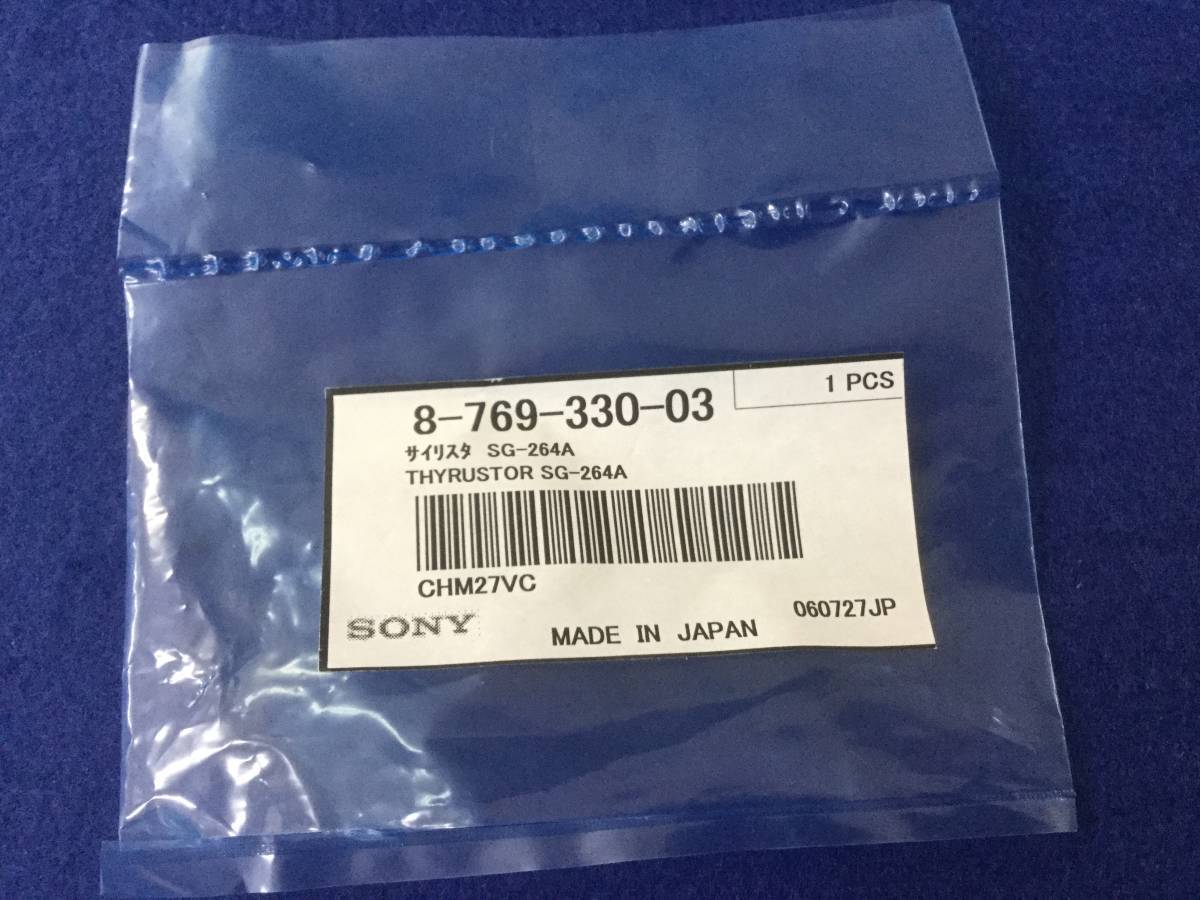 8-769-330-03
1 PCS
サイリスタ SG-264A
THYRUSTOR SG-264A
CHM27VC
060727JP
SONY
MADE IN JAPAN